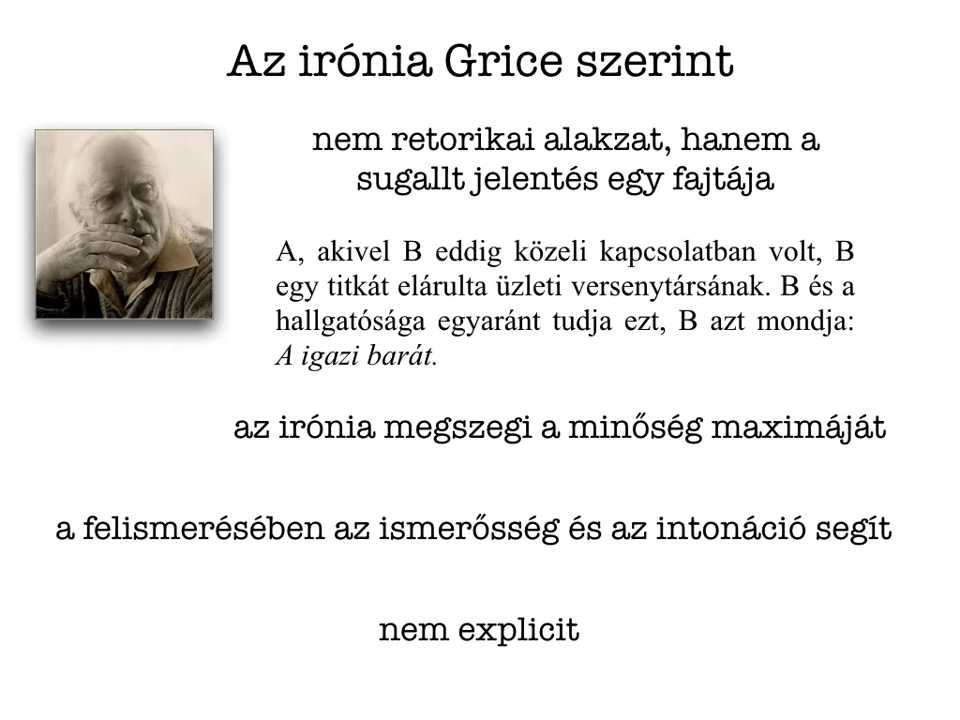 Az irónia Grice szerint
nem retorikai alakzat, hanem a
sugallt jelentés egy fajtája
A, akivel B eddig közeli kapcsolatban volt, B
egy titkát elárulta üzleti versenytársának. B és a
hallgatósága egyaránt tudja ezt, B azt mondja:
A igazi barát.
az irónia megszegi a minőség maximáját
a felismerésében az ismerősség és az intonáció segít
nem explicit